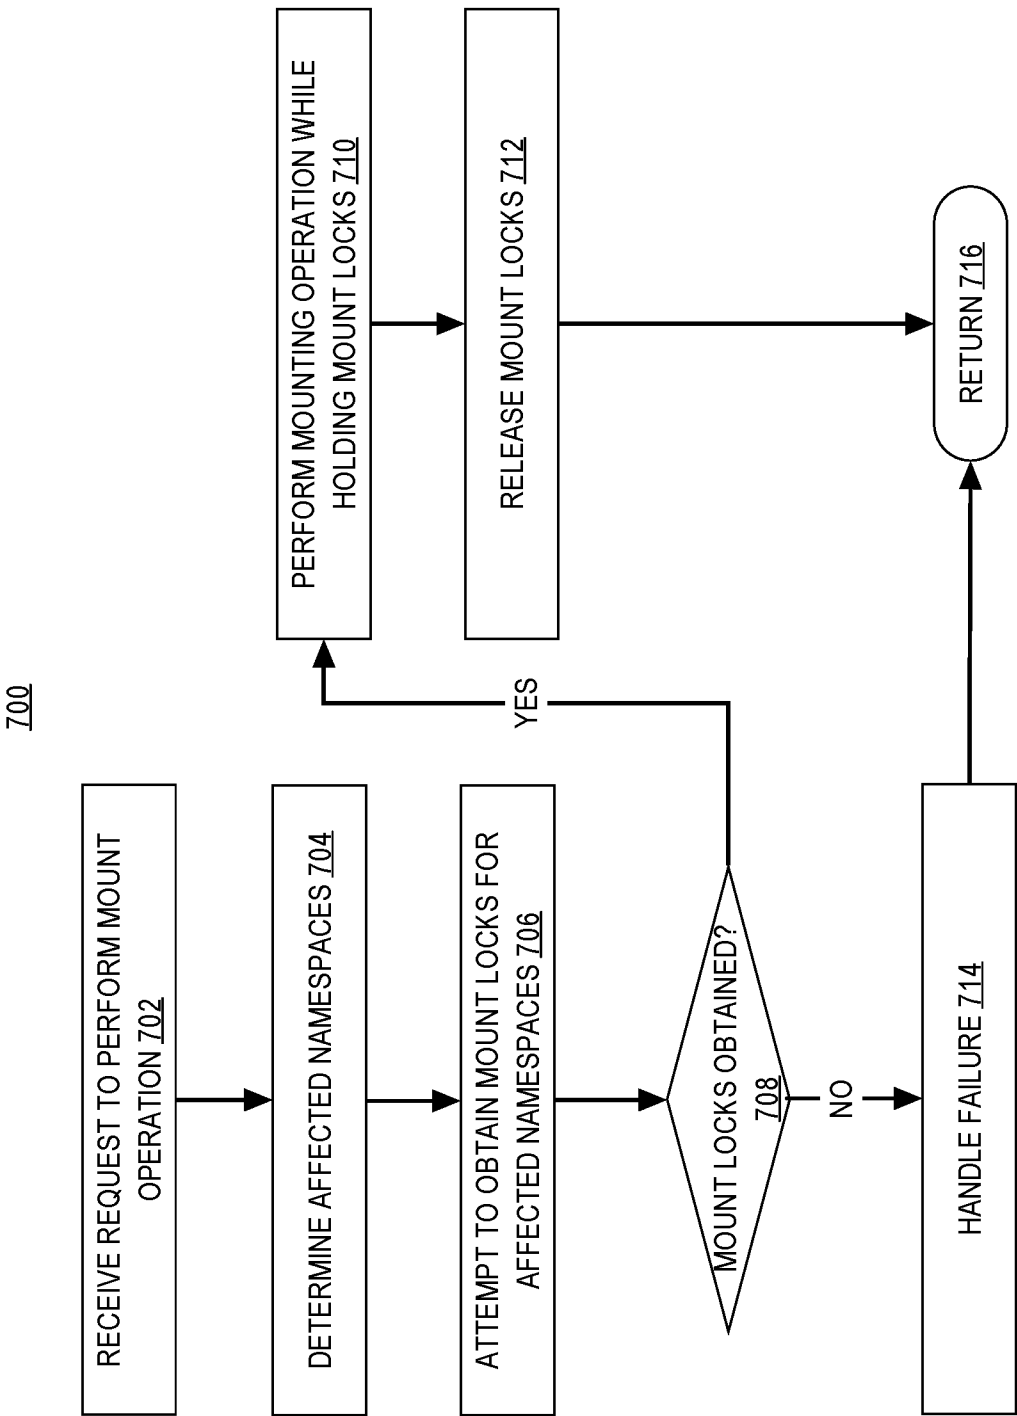 700
RECEIVE REQUEST TO PERFORM MOUNT
OPERATION 702
DETERMINE AFFECTED NAMESPACES 704
ATTEMPT TO OBTAIN MOUNT LOCKS FOR
AFFECTED NAMESPACES 706
MOUNT LOCKS OBTAINED?
708
YES
NO
PERFORM MOUNTING OPERATION WHILE
HOLDING MOUNT LOCKS 710
RELEASE MOUNT LOCKS 712
HANDLE FAILURE 714
RETURN 716